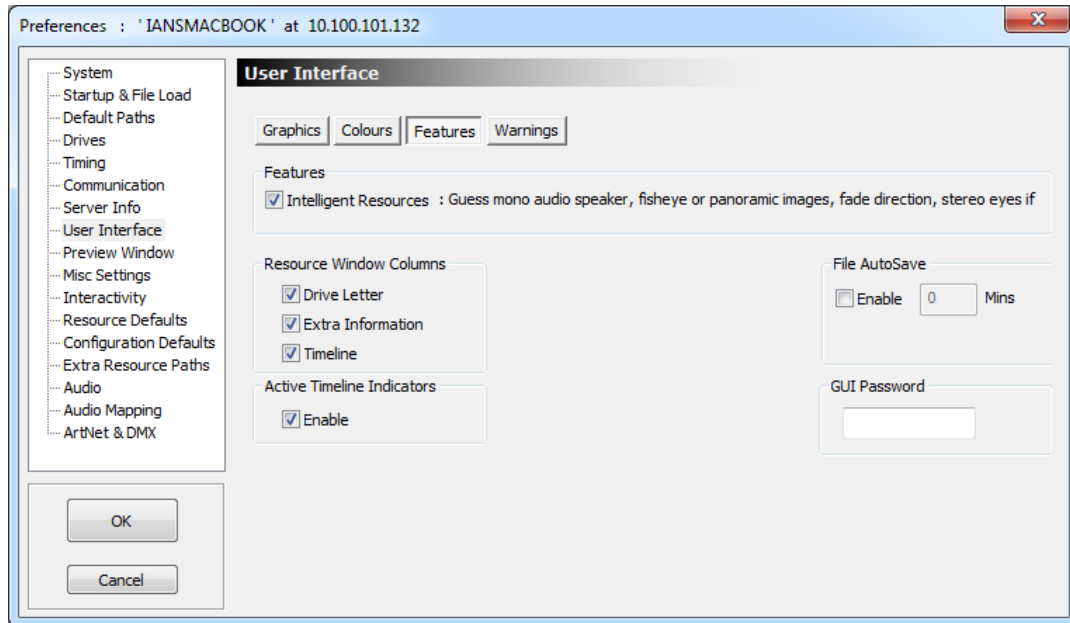 Preferences : 'IANSMACBOOK' at 10.100.101.132
System
Startup & File Load
Default Paths
Drives
Timing
Communication
Server Info
User Interface
Preview Window
Misc Settings
Interactivity
Resource Defaults
Configuration Defaults
Extra Resource Paths
Audio
Audio Mapping
ArtNet & DMX
OK
Cancel
User Interface
Graphics Colours Features Warnings
Features
Intelligent Resources : Guess mono audio speaker, fisheye or panoramic images, fade direction, stereo eyes if
Resource Window Columns
Drive Letter
Extra Information
Timeline
Active Timeline Indicators
Enable
File AutoSave
Enable 0 Mins
GUI Password